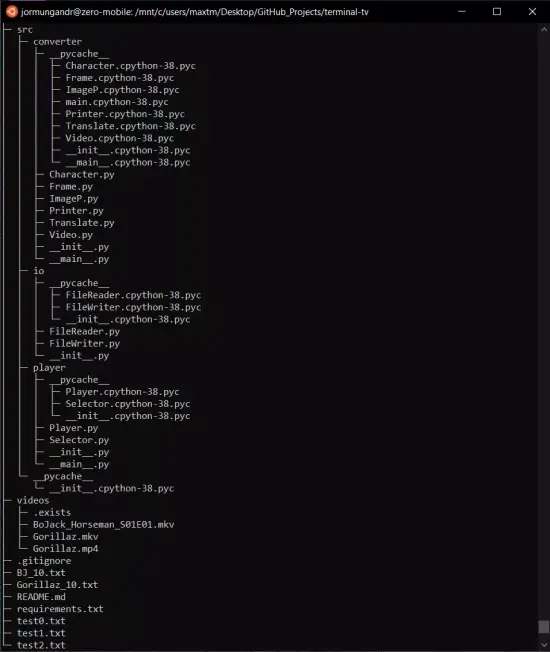 jormungandr@zero-mobile: /mnt/c/users/maxtm/Desktop/GitHub_Projects/terminal-tv
├─ src
│  ├─ converter
│  │  ├─ __pycache__
│  │  │  ├─ Character.cpython-38.pyc
│  │  │  ├─ Frame.cpython-38.pyc
│  │  │  ├─ ImageP.cpython-38.pyc
│  │  │  ├─ main.cpython-38.pyc
│  │  │  ├─ Printer.cpython-38.pyc
│  │  │  ├─ Translate.cpython-38.pyc
│  │  │  ├─ Video.cpython-38.pyc
│  │  │  ├─ __init__.cpython-38.pyc
│  │  │  └─ __main__.cpython-38.pyc
│  │  ├─ Character.py
│  │  ├─ Frame.py
│  │  ├─ ImageP.py
│  │  ├─ Printer.py
│  │  ├─ Translate.py
│  │  ├─ Video.py
│  │  ├─ __init__.py
│  │  └─ __main__.py
│  ├─ io
│  │  ├─ __pycache__
│  │  │  ├─ FileReader.cpython-38.pyc
│  │  │  ├─ FileWriter.cpython-38.pyc
│  │  │  └─ __init__.cpython-38.pyc
│  │  ├─ FileReader.py
│  │  ├─ FileWriter.py
│  │  └─ __init__.py
│  ├─ player
│  │  ├─ __pycache__
│  │  │  ├─ Player.cpython-38.pyc
│  │  │  ├─ Selector.cpython-38.pyc
│  │  │  └─ __init__.cpython-38.pyc
│  │  ├─ Player.py
│  │  ├─ Selector.py
│  │  ├─ __init__.py
│  │  └─ __main__.py
│  └─ __pycache__
│     └─ __init__.cpython-38.pyc
├─ videos
│  ├─ .exists
│  ├─ BoJack_Horseman_S01E01.mkv
│  ├─ Gorillaz.mkv
│  └─ Gorillaz.mp4
├─ .gitignore
├─ BJ_10.txt
├─ Gorillaz_10.txt
├─ README.md
├─ requirements.txt
├─ test0.txt
├─ test1.txt
└─ test2.txt